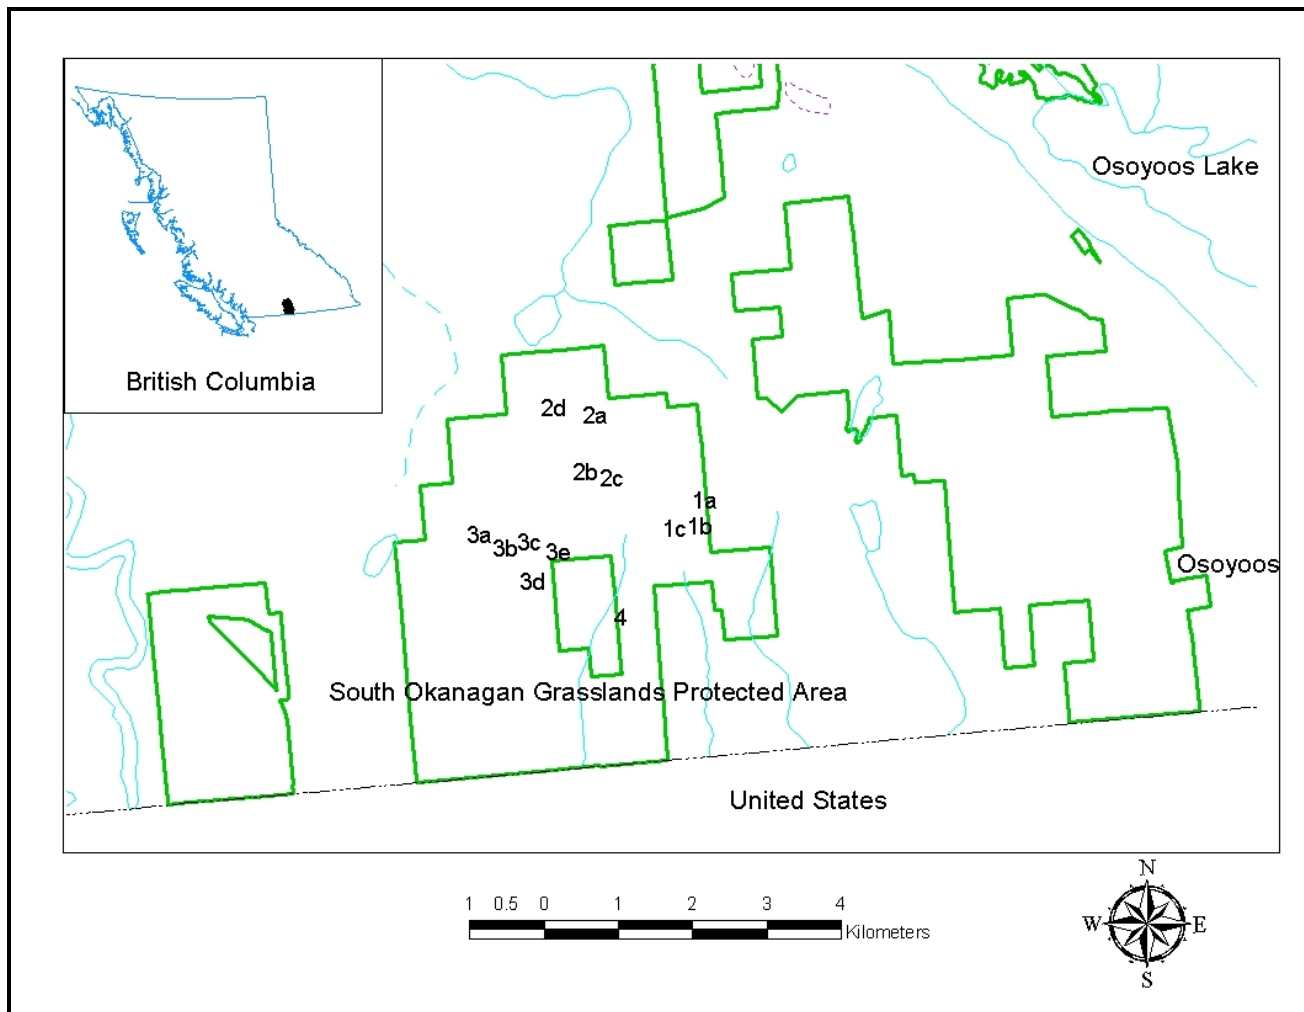 Osoyoos Lake
British Columbia
2d
2a
2b
2c
1a
1c
1b
3a
3b
3c
3e
3d
Osoyoos
4
South Okanagan Grasslands Protected Area
United States
1 0.5 0 1 2 3 4
Kilometers
N
W E
S